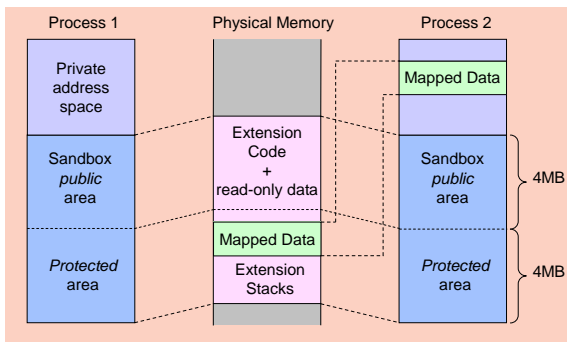 Process 1
Physical Memory
Process 2
Private
address
space
Sandbox
public
area
Protected
area
Extension
Code
+
read-only data
Mapped Data
Extension
Stacks
Mapped Data
Sandbox
public
area
Protected
area
4MB
4MB